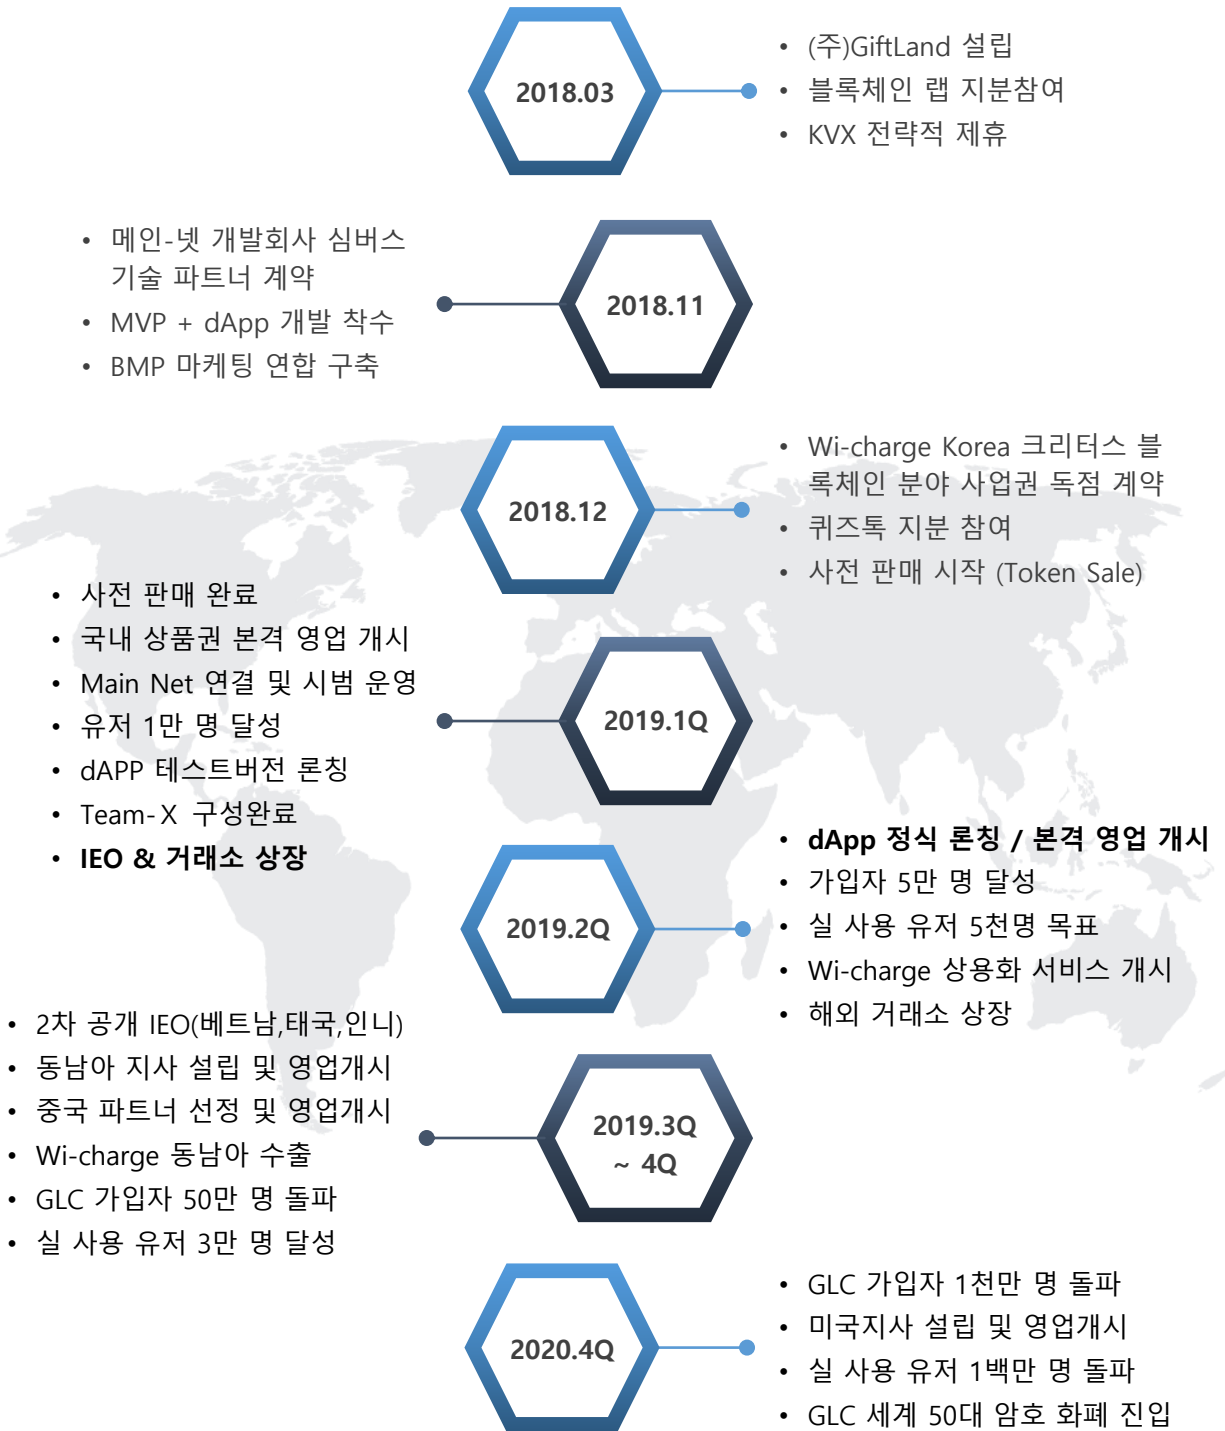 2018.03
• (주)GiftLand 설립
• 블록체인 랩 지분참여
• KVX 전략적 제휴
• 메인-넷 개발회사 심버스
기술 파트너 계약
• MVP + dApp 개발 착수
• BMP 마케팅 연합 구축
2018.11
2018.12
• Wi-charge Korea 크리터스 블
록체인 분야 사업권 독점 계약
• 퀴즈톡 지분 참여
• 사전 판매 시작 (Token Sale)
• 사전 판매 완료
• 국내 상품권 본격 영업 개시
• Main Net 연결 및 시범 운영
• 유저 1만 명 달성
• dAPP 테스트버전 론칭
• Team-X 구성완료
• IEO & 거래소 상장
2019.1Q
2019.2Q
• dApp 정식 론칭 / 본격 영업 개시
• 가입자 5만 명 달성
• 실 사용 유저 5천명 목표
• Wi-charge 상용화 서비스 개시
• 해외 거래소 상장
• 2차 공개 IEO(베트남,태국,인니)
• 동남아 지사 설립 및 영업개시
• 중국 파트너 선정 및 영업개시
• Wi-charge 동남아 수출
• GLC 가입자 50만 명 돌파
• 실 사용 유저 3만 명 달성
2019.3Q
~ 4Q
2020.4Q
• GLC 가입자 1천만 명 돌파
• 미국지사 설립 및 영업개시
• 실 사용 유저 1백만 명 돌파
• GLC 세계 50대 암호 화폐 진입